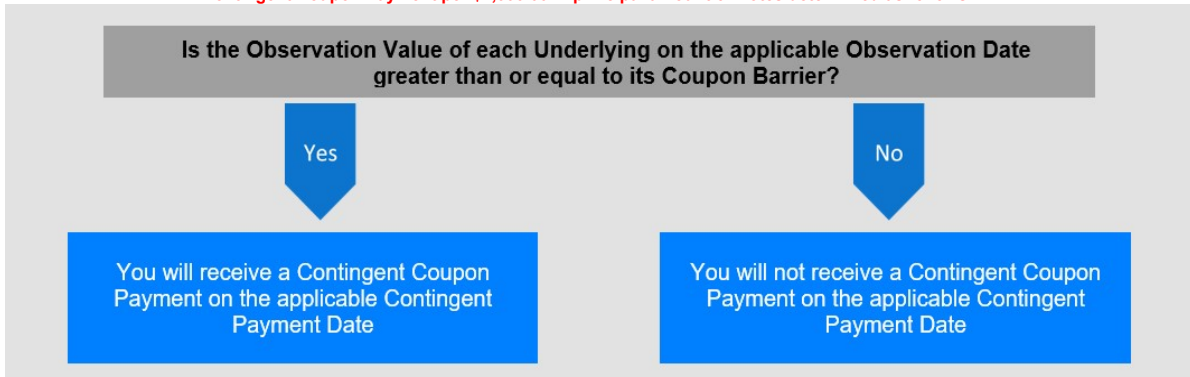 Is the Observation Value of each Underlying on the applicable Observation Date
greater than or equal to its Coupon Barrier?
Yes
No
You will receive a Contingent Coupon
Payment on the applicable Contingent
Payment Date
You will not receive a Contingent Coupon
Payment on the applicable Contingent
Payment Date